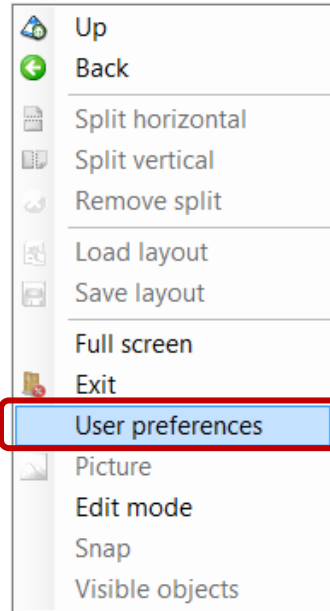 Up
Back
Split horizontal
Split vertical
Remove split
Load layout
Save layout
Full screen
Exit
User preferences
Picture
Edit mode
Snap
Visible objects